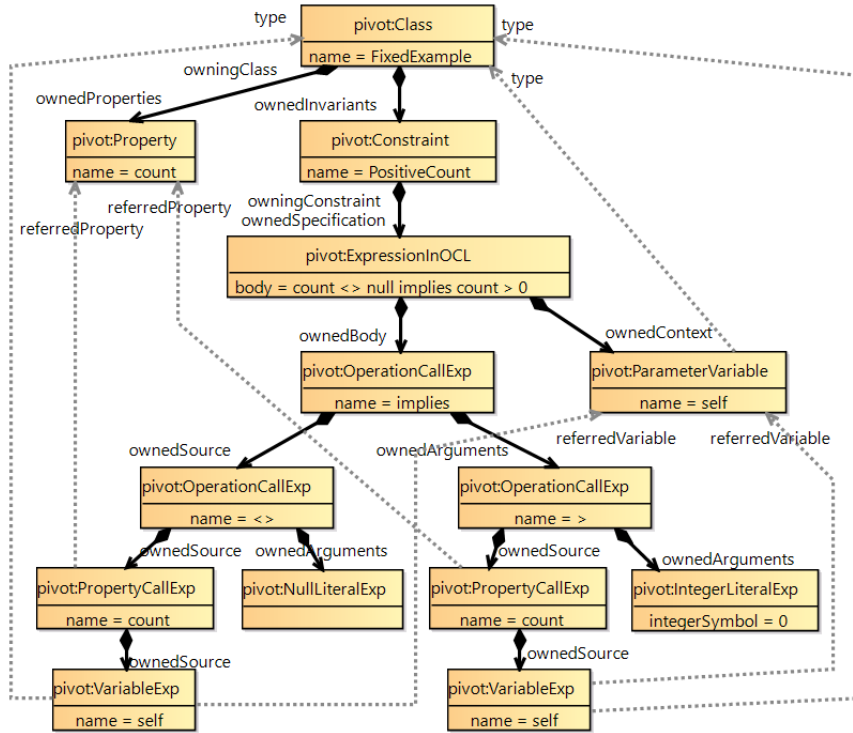 type
pivot:Class
type
name = FixedExample
owningClass
type
ownedProperties
ownedInvariants
pivot:Property
pivot:Constraint
name = count
name = PositiveCount
referredProperty
owningConstraint
referredProperty
ownedSpecification
pivot:ExpressionInOCL
body = count <> null implies count > 0
ownedBody
ownedContext
pivot:OperationCallExp
pivot:ParameterVariable
name = implies
name = self
ownedSource
ownedArguments
referredVariable
referredVariable
pivot:OperationCallExp
pivot:OperationCallExp
name = <>
name = >
ownedSource
ownedArguments
ownedSource
ownedArguments
pivot:PropertyCallExp
pivot:NullLiteralExp
pivot:PropertyCallExp
pivot:IntegerLiteralExp
name = count
name = count
integerSymbol = 0
ownedSource
ownedSource
pivot:VariableExp
pivot:VariableExp
name = self
name = self